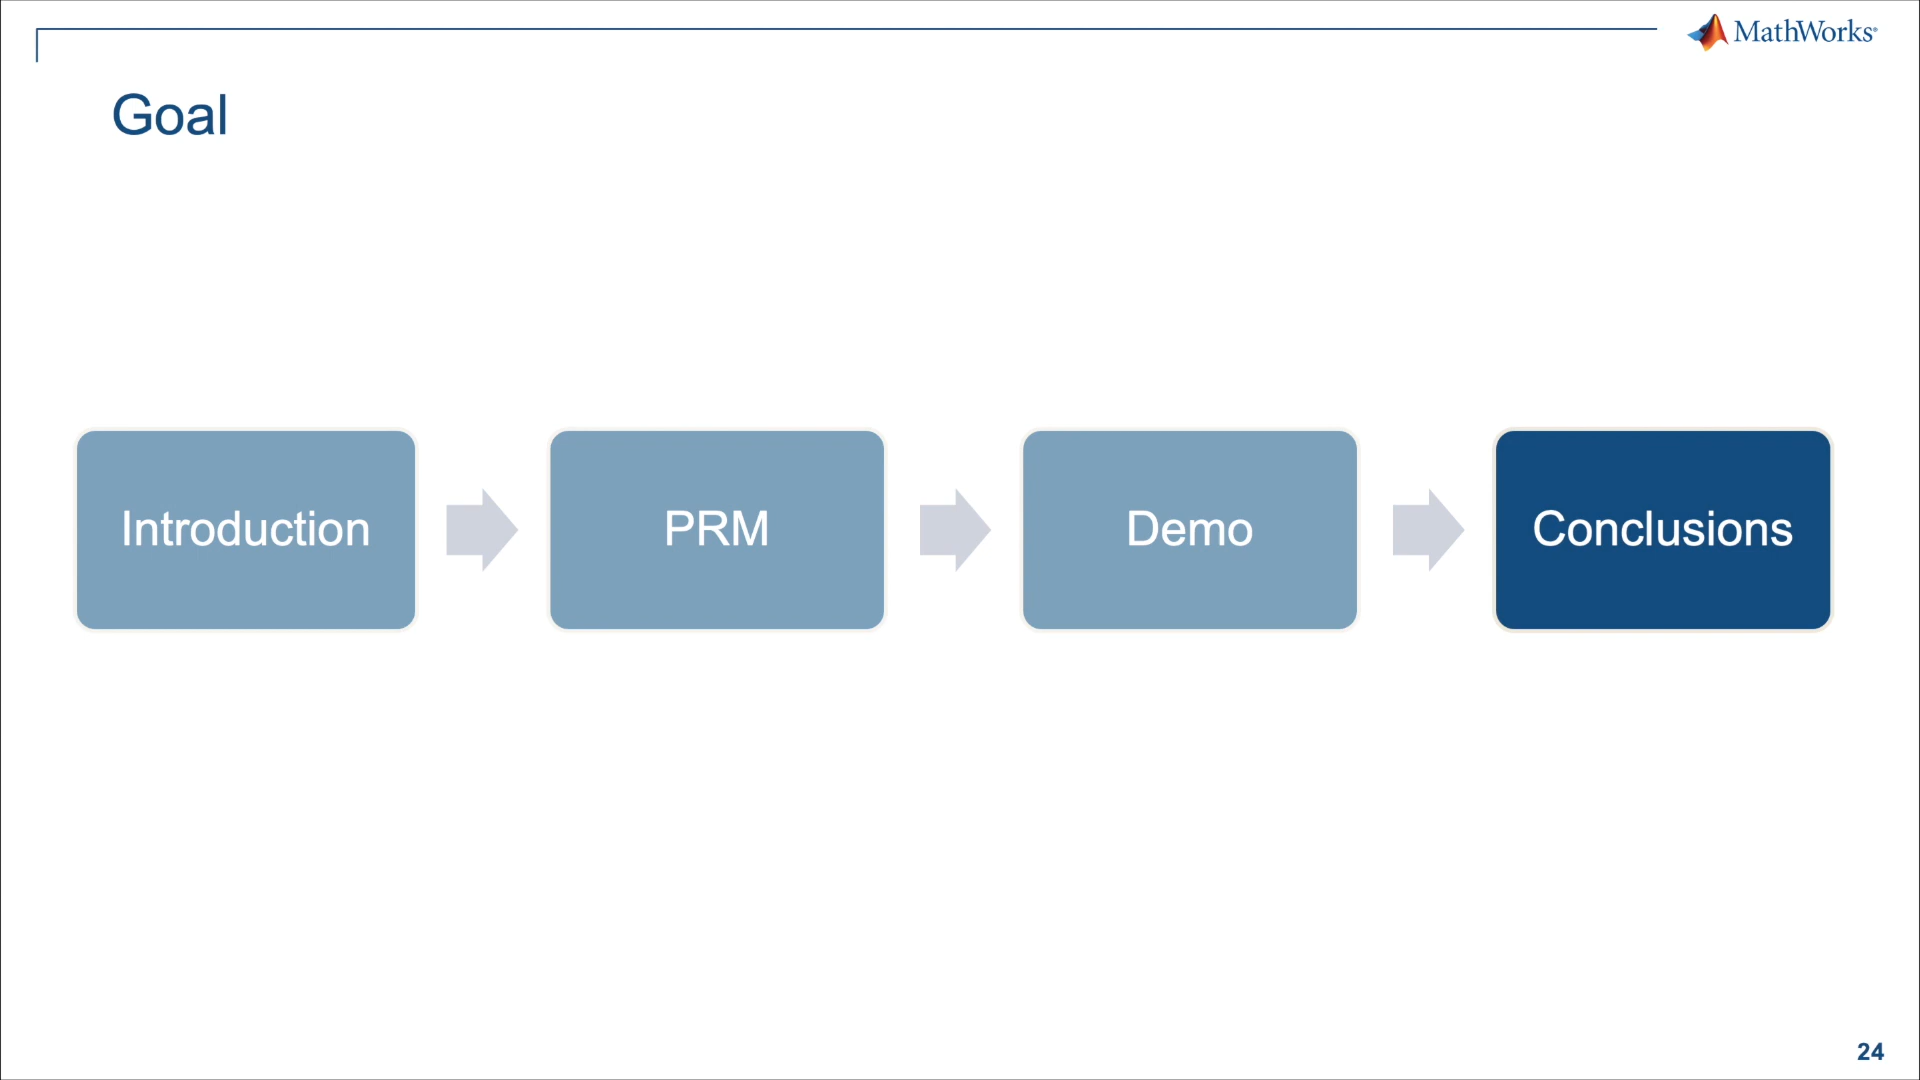 MathWorks®
Goal
Introduction
PRM
Demo
Conclusions
24